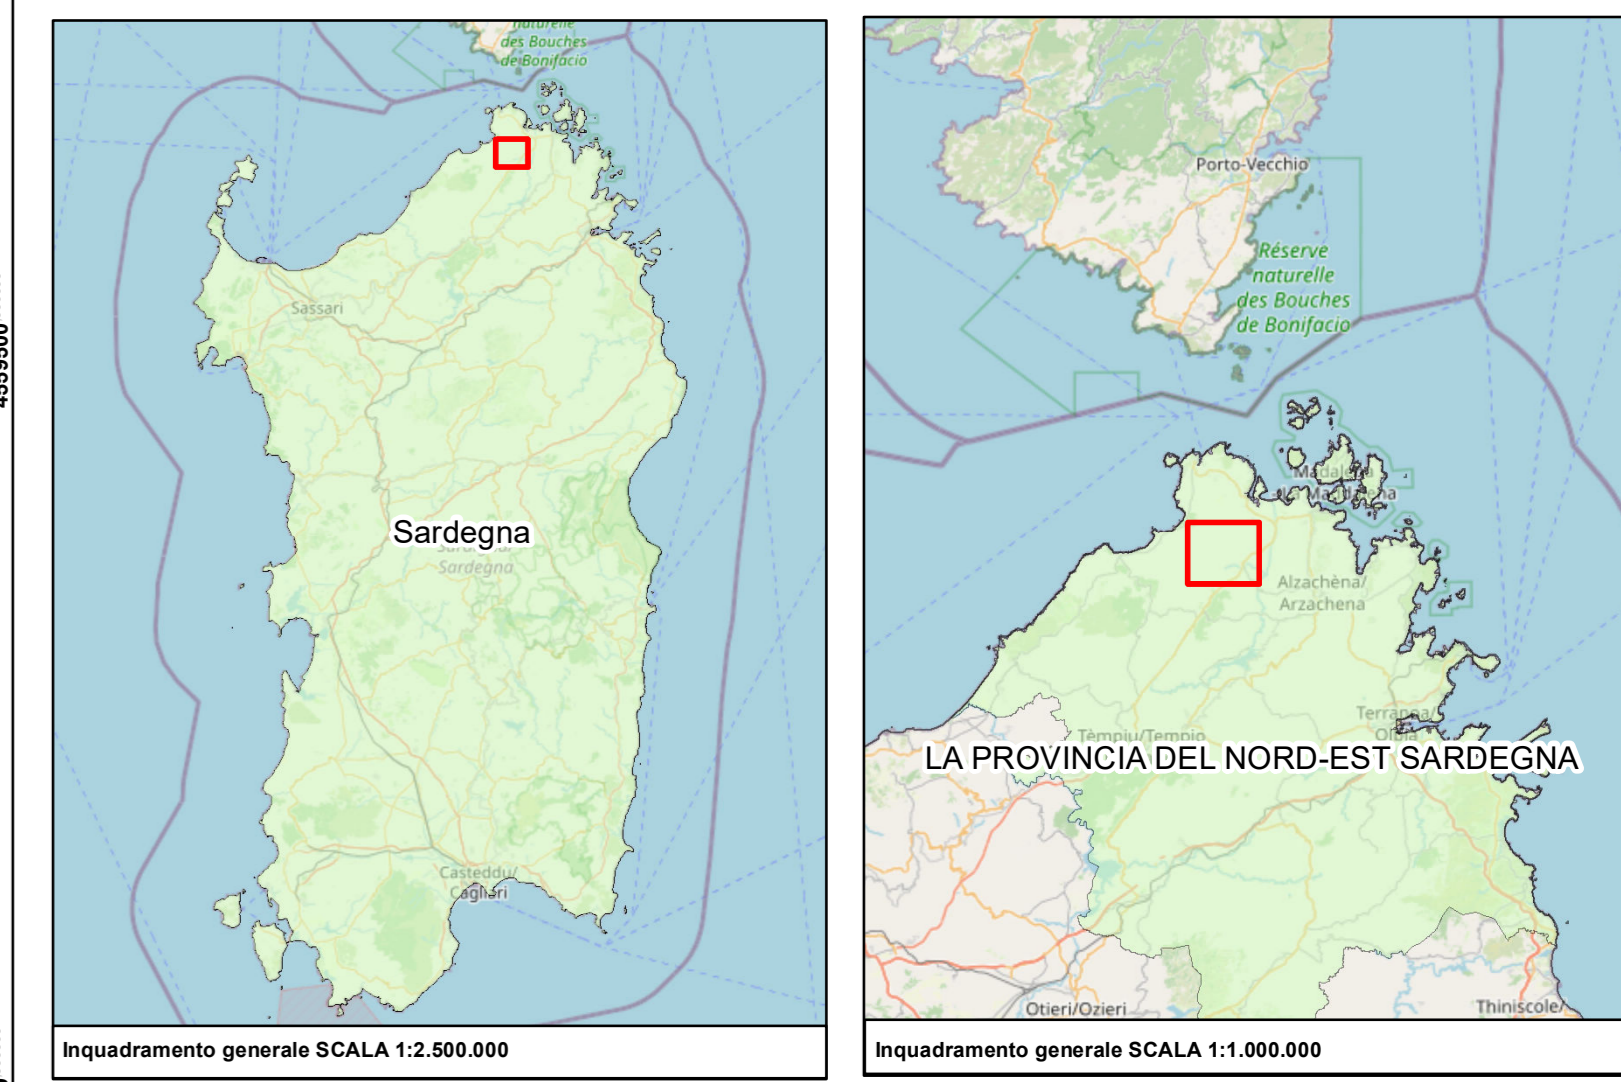 4559500
naturelle
des Bouches
de Bonifacio
Sassari
Sardegna
Sardegna
Casteddu/
Cagliari
Inquadramento generale SCALA 1:2.500.000
Porto-Vecchio
Réserve
naturelle
des Bouches
de Bonifacio
Alzachèna/
Arzachena
Terranoa/
Olbia
Tèmpiu/Tempio
LA PROVINCIA DEL NORD-EST SARDEGNA
Otieri/Ozieri
Thiniscole/
Inquadramento generale SCALA 1:1.000.000